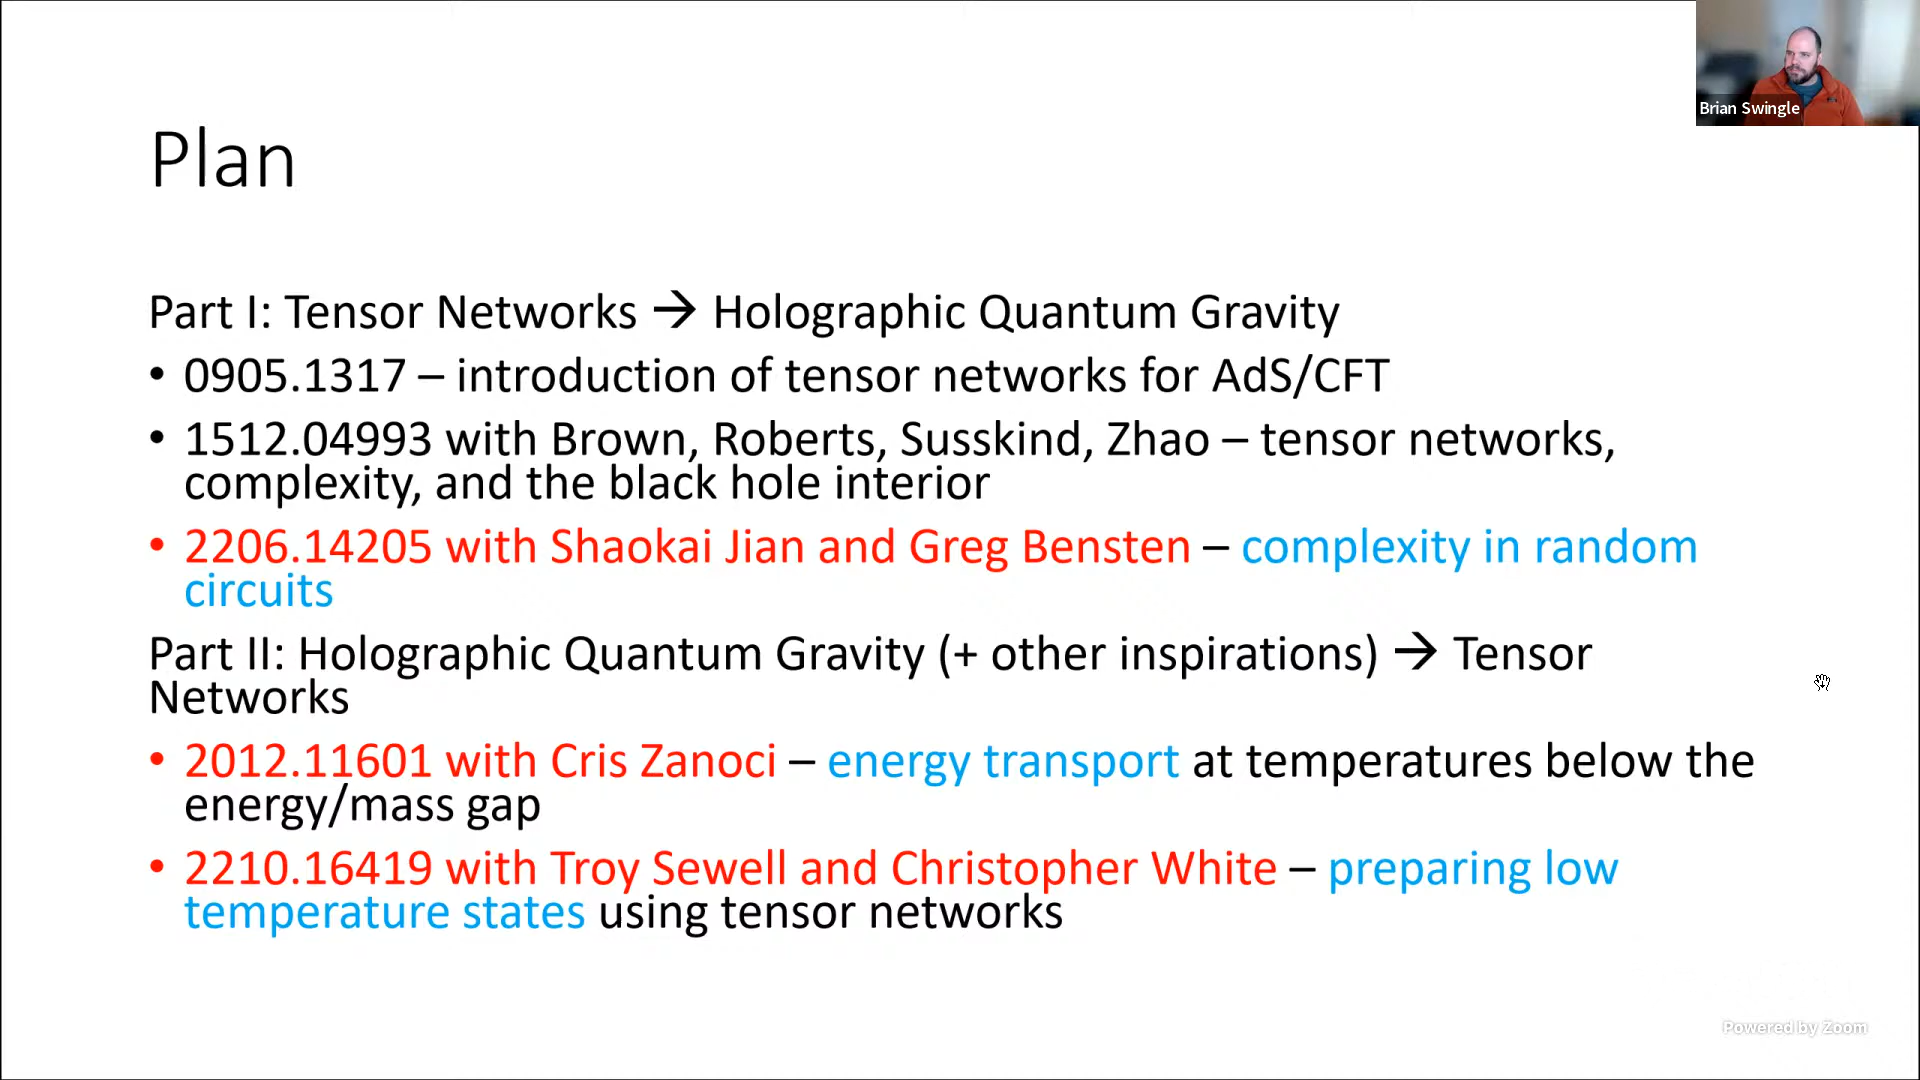 Brian Swingle
Plan
Part I: Tensor Networks → Holographic Quantum Gravity
• 0905.1317 – introduction of tensor networks for AdS/CFT
• 1512.04993 with Brown, Roberts, Susskind, Zhao – tensor networks,
complexity, and the black hole interior
• 2206.14205 with Shaokai Jian and Greg Bensten – complexity in random
circuits
Part II: Holographic Quantum Gravity (+ other inspirations) → Tensor
Networks
• 2012.11601 with Cris Zanoci – energy transport at temperatures below the
energy/mass gap
• 2210.16419 with Troy Sewell and Christopher White – preparing low
temperature states using tensor networks
Powered by Zoom